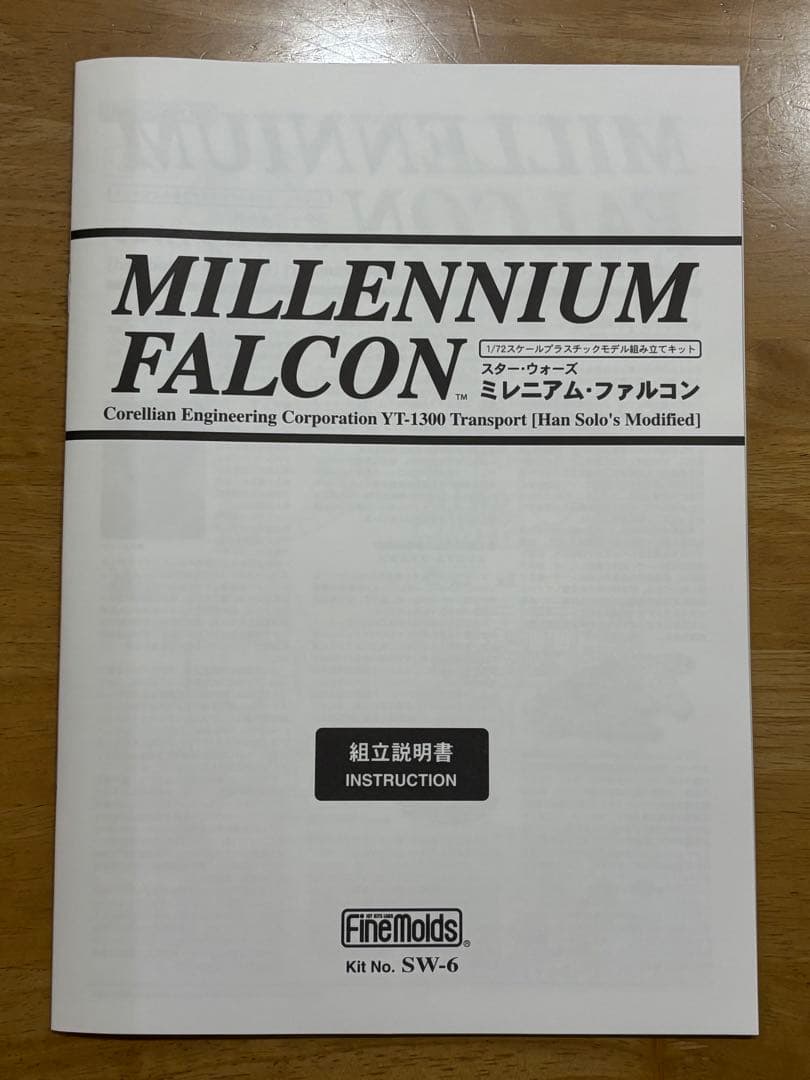 MILLENNIUM
FALCON™
1/72スケールプラスチックモデル組み立てキット
スター・ウォーズ
ミレニアム・ファルコン
Corellian Engineering Corporation YT-1300 Transport [Han Solo's Modified]
組立説明書
INSTRUCTION
FineMolds®
Kit No. SW-6